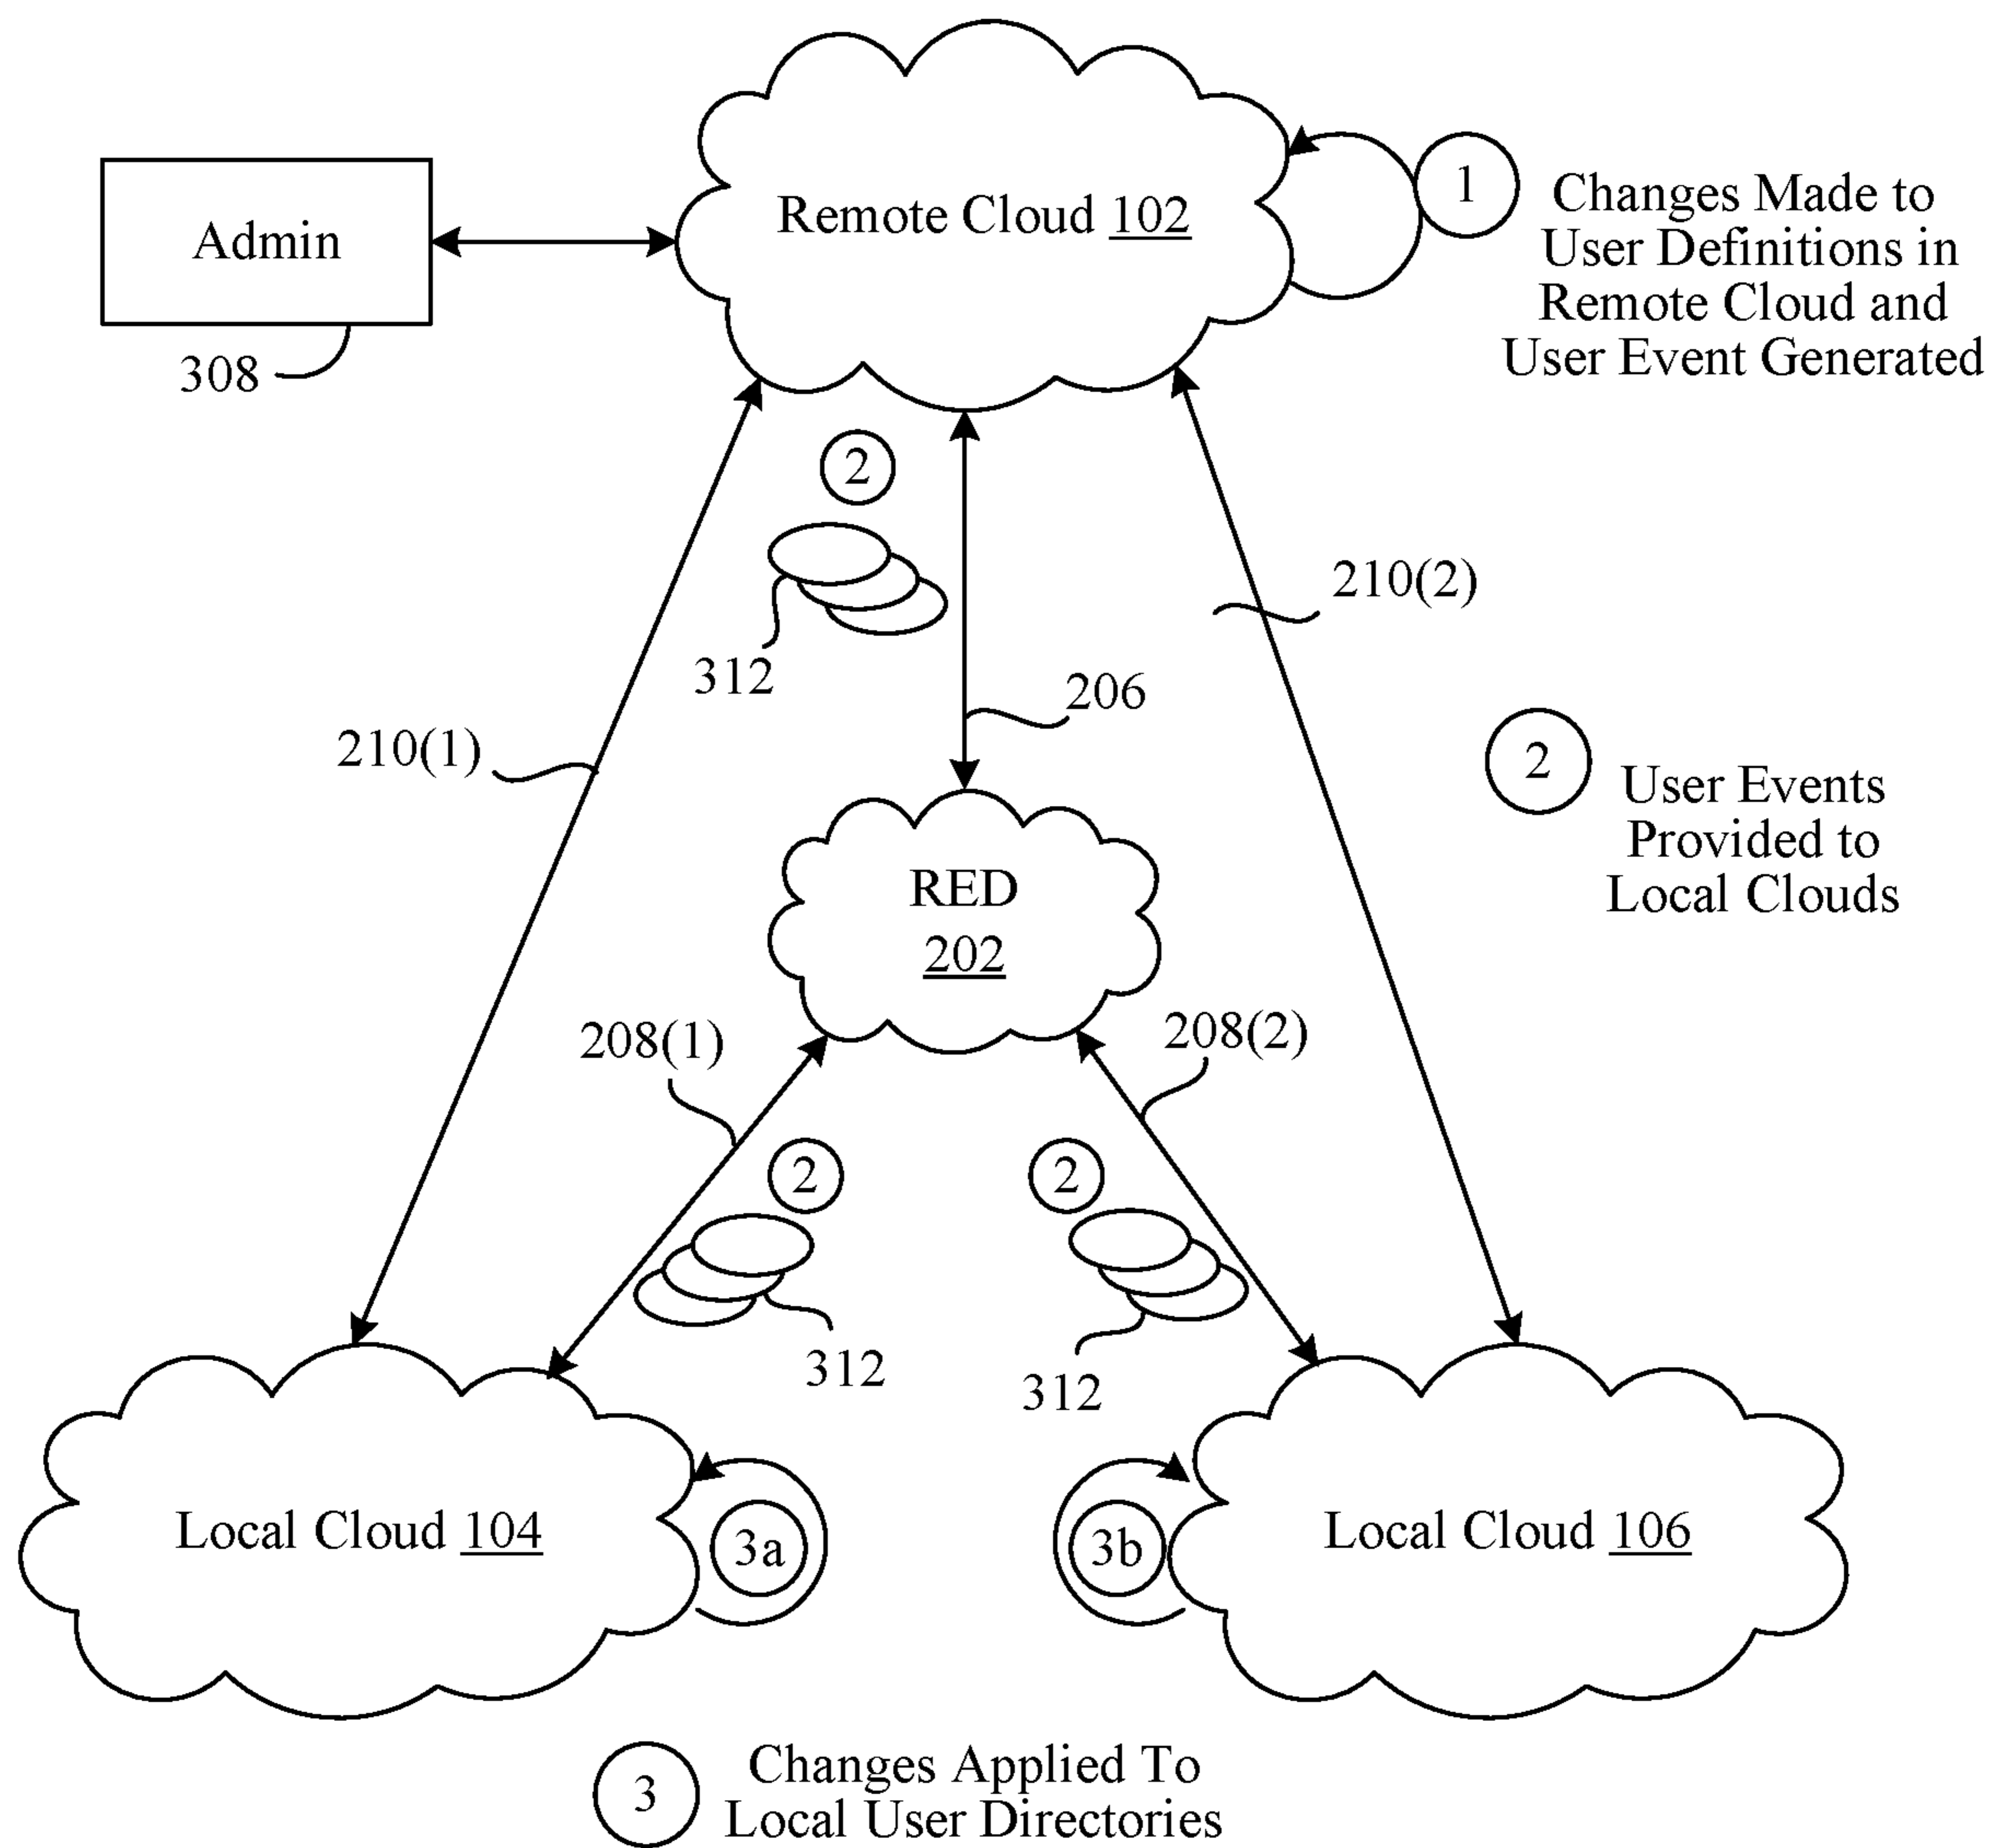 Remote Cloud 102
Admin
308
1
Changes Made to
User Definitions in
Remote Cloud and
User Event Generated
2
312
206
210(1)
210(2)
2
User Events
Provided to
Local Clouds
RED
202
208(1)
208(2)
2
2
312
312
Local Cloud 104
3a
3b
Local Cloud 106
3
Changes Applied To
Local User Directories